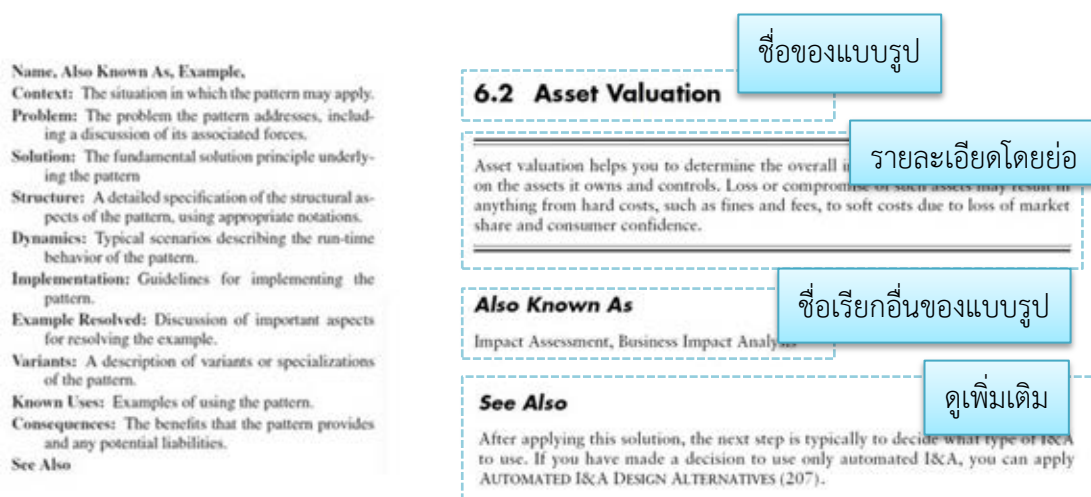 Name, Also Known As, Example,
Context: The situation in which the pattern may apply.
Problem: The problem the pattern addresses, includ-
ing a discussion of its associated forces.
Solution: The fundamental solution principle underly-
ing the pattern
Structure: A detailed specification of the structural as-
pects of the pattern, using appropriate notations.
Dynamics: Typical scenarios describing the run-time
behavior of the pattern.
Implementation: Guidelines for implementing the
pattern.
Example Resolved: Discussion of important aspects
for resolving the example.
Variants: A description of variants or specializations
of the pattern.
Known Uses: Examples of using the pattern.
Consequences: The benefits that the pattern provides
and any potential liabilities.
See Also
ชื่อของแบบรูป
6.2 Asset Valuation
รายละเอียดโดยย่อ
Asset valuation helps you to determine the overall
on the assets it owns and controls. Loss or compromise of such assets may result in
anything from hard costs, such as fines and fees, to soft costs due to loss of market
share and consumer confidence.
ชื่อเรียกอื่นของแบบรูป
Also Known As
Impact Assessment, Business Impact Analysis
ดูเพิ่มเติม
See Also
After applying this solution, the next step is typically to decide what type of I&A
to use. If you have made a decision to use only automated I&A, you can apply
AUTOMATED I&A DESIGN ALTERNATIVES (207).